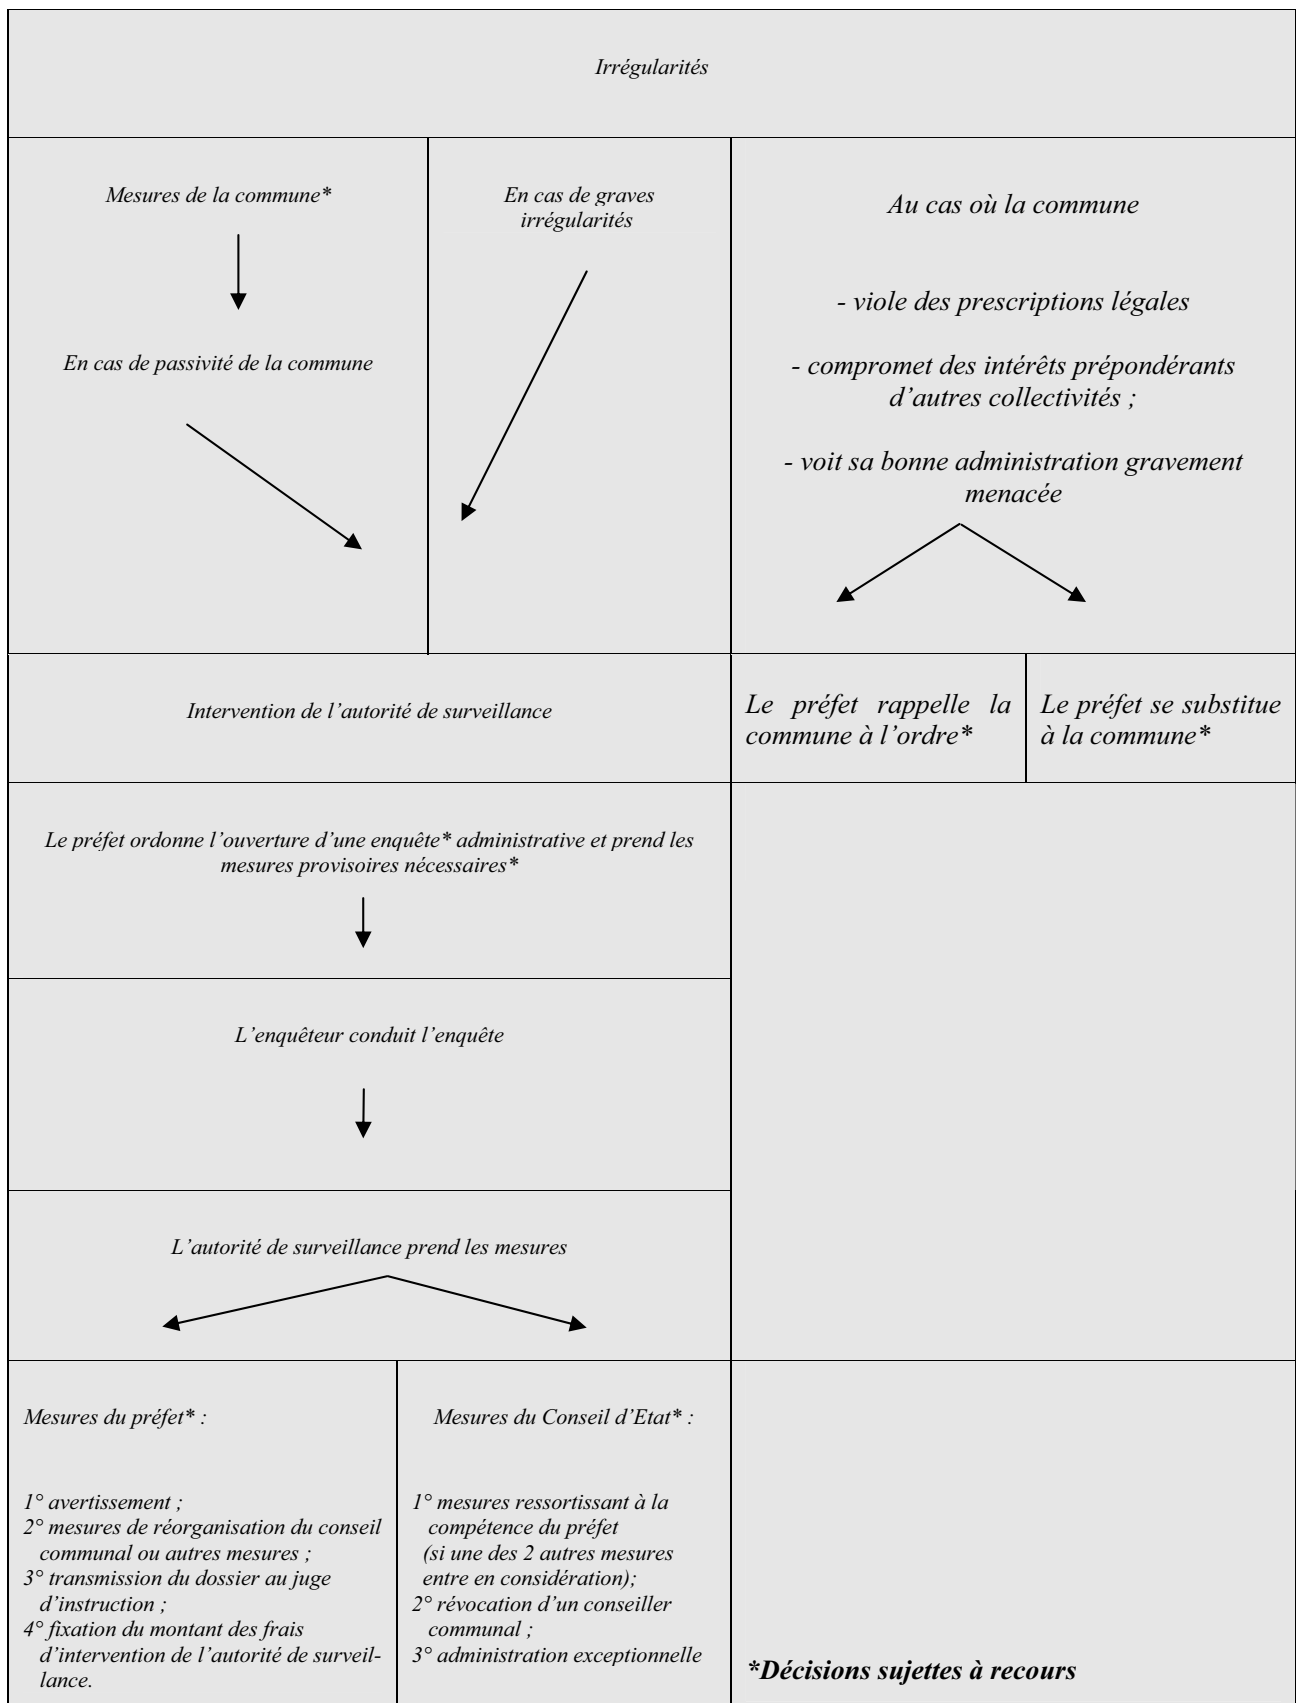 Irrégularités
Mesures de la commune*
En cas de passivité de la commune
En cas de graves
irrégularités
Au cas où la commune
- viole des prescriptions légales
- compromet des intérêts prépondérants
d’autres collectivités ;
- voit sa bonne administration gravement
menacée
Intervention de l’autorité de surveillance
Le préfet rappelle la
commune à l’ordre*
Le préfet se substitue
à la commune*
Le préfet ordonne l’ouverture d’une enquête* administrative et prend les
mesures provisoires nécessaires*
L’enquêteur conduit l’enquête
L’autorité de surveillance prend les mesures
Mesures du préfet* :
1° avertissement ;
2° mesures de réorganisation du conseil
communal ou autres mesures ;
3° transmission du dossier au juge
d’instruction ;
4° fixation du montant des frais
d’intervention de l’autorité de surveil-
lance.
Mesures du Conseil d’Etat* :
1° mesures ressortissant à la
compétence du préfet
(si une des 2 autres mesures
entre en considération);
2° révocation d’un conseiller
communal ;
3° administration exceptionnelle
*Décisions sujettes à recours